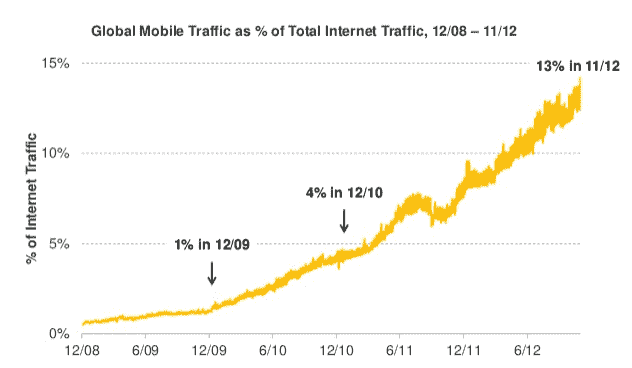 Global Mobile Traffic as % of Total Internet Traffic, 12/08 – 11/12
% of Internet Traffic
15%
10%
5%
0%
13% in 11/12
4% in 12/10
1% in 12/09
12/08 6/09 12/09 6/10 12/10 6/11 12/11 6/12